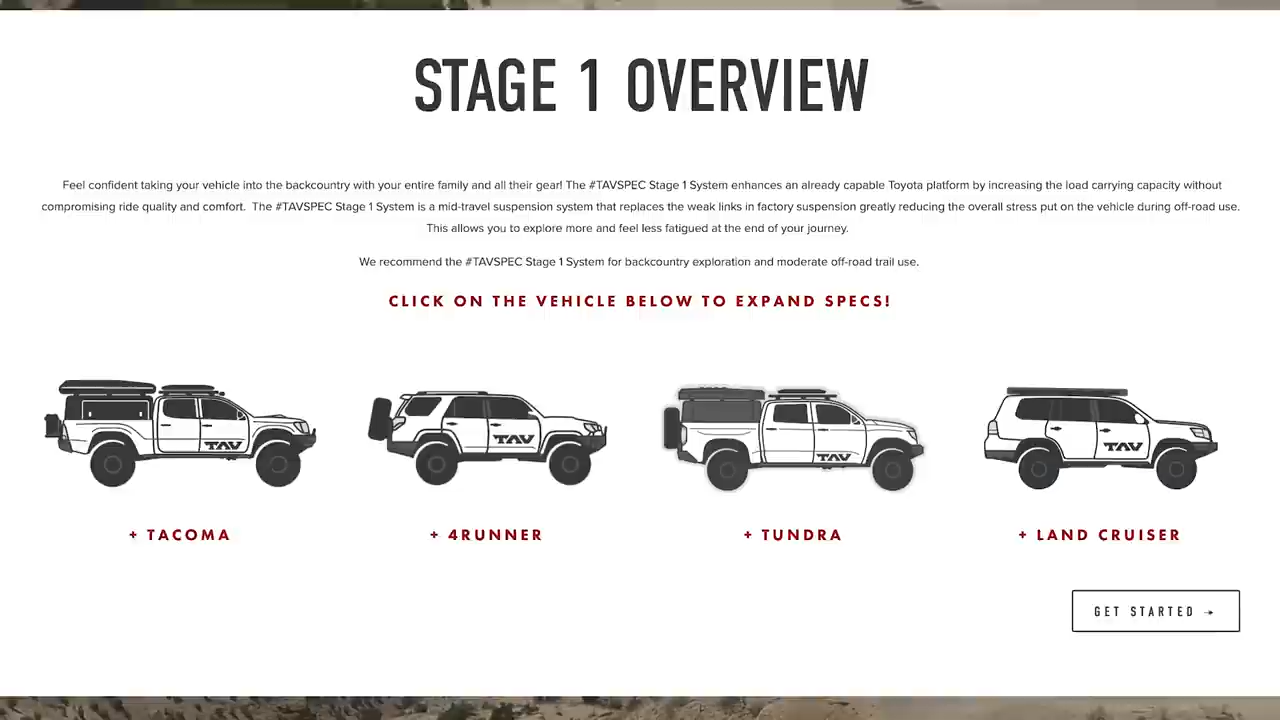 STAGE 1 OVERVIEW
Feel confident taking your vehicle into the backcountry with your entire family and all their gear! The #TAVSPEC Stage 1 System enhances an already capable Toyota platform by increasing the load carrying capacity without
compromising ride quality and comfort. The #TAVSPEC Stage 1 System is a mid-travel suspension system that replaces the weak links in factory suspension greatly reducing the overall stress put on the vehicle during off-road use.
This allows you to explore more and feel less fatigued at the end of your journey.
We recommend the #TAVSPEC Stage 1 System for backcountry exploration and moderate off-road trail use.
CLICK ON THE VEHICLE BELOW TO EXPAND SPECS!
TAV TAV TAV TAV
+ TACOMA + 4RUNNER + TUNDRA + LAND CRUISER
GET STARTED →